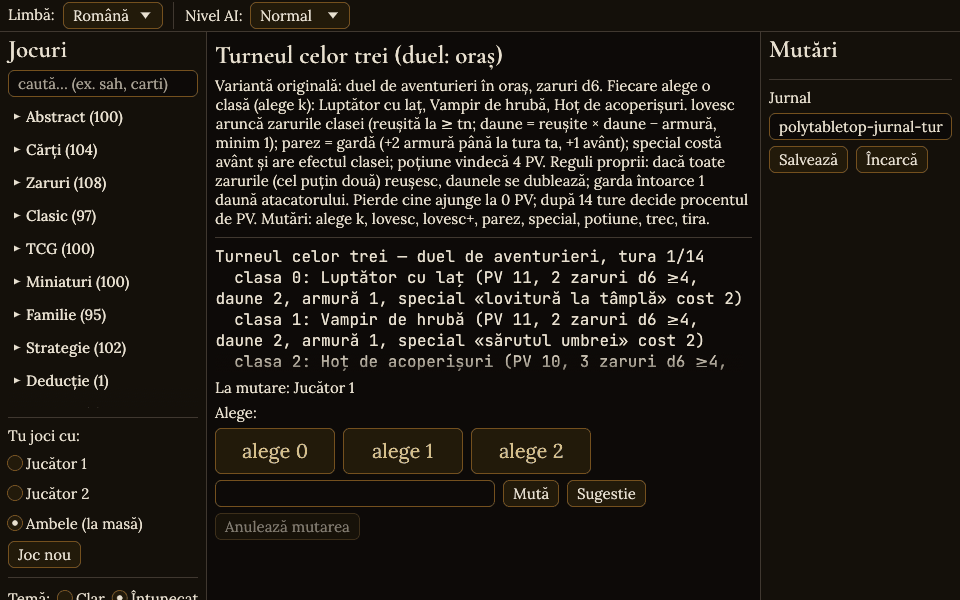 Limbă: Română ▼ Nivel AI: Normal ▼
Jocuri
caută... (ex. sah, carti)
▸ Abstract (100)
▸ Cărți (104)
▸ Zaruri (108)
▸ Clasic (97)
▸ TCG (100)
▸ Miniaturi (100)
▸ Familie (95)
▸ Strategie (102)
▸ Deducție (1)
Tu joci cu:
Jucător 1
Jucător 2
Ambele (la masă)
Joc nou
Temă: Clar Întunecat
Turneul celor trei (duel: oraș)
Variantă originală: duel de aventurieri în oraș, zaruri d6. Fiecare alege o
clasă (alege k): Luptător cu laț, Vampir de hrubă, Hoț de acoperișuri. lovesc
aruncă zarurile clasei (reușită la ≥ tn; daune = reușite × daune − armură,
minim 1); parez = gardă (+2 armură până la tura ta, +1 avânt); special costă
avânt și are efectul clasei; poțiune vindecă 4 PV. Reguli proprii: dacă toate
zarurile (cel puțin două) reușesc, daunele se dublează; garda întoarce 1
daună atacatorului. Pierde cine ajunge la 0 PV; după 14 ture decide procentul
de PV. Mutări: alege k, lovesc, lovesc+, parez, special, potiune, trec, tira.
Turneul celor trei — duel de aventurieri, tura 1/14
clasa 0: Luptător cu laț (PV 11, 2 zaruri d6 ≥4,
daune 2, armură 1, special «lovitură la tâmplă» cost 2)
clasa 1: Vampir de hrubă (PV 11, 2 zaruri d6 ≥4,
daune 2, armură 1, special «sărutul umbrei» cost 2)
clasa 2: Hoț de acoperișuri (PV 10, 3 zaruri d6 ≥4,
La mutare: Jucător 1
Alege:
alege 0 alege 1 alege 2
Mută Sugestie
Anulează mutarea
Mutări
Jurnal
polytabletop-jurnal-tur
Salvează Încarcă